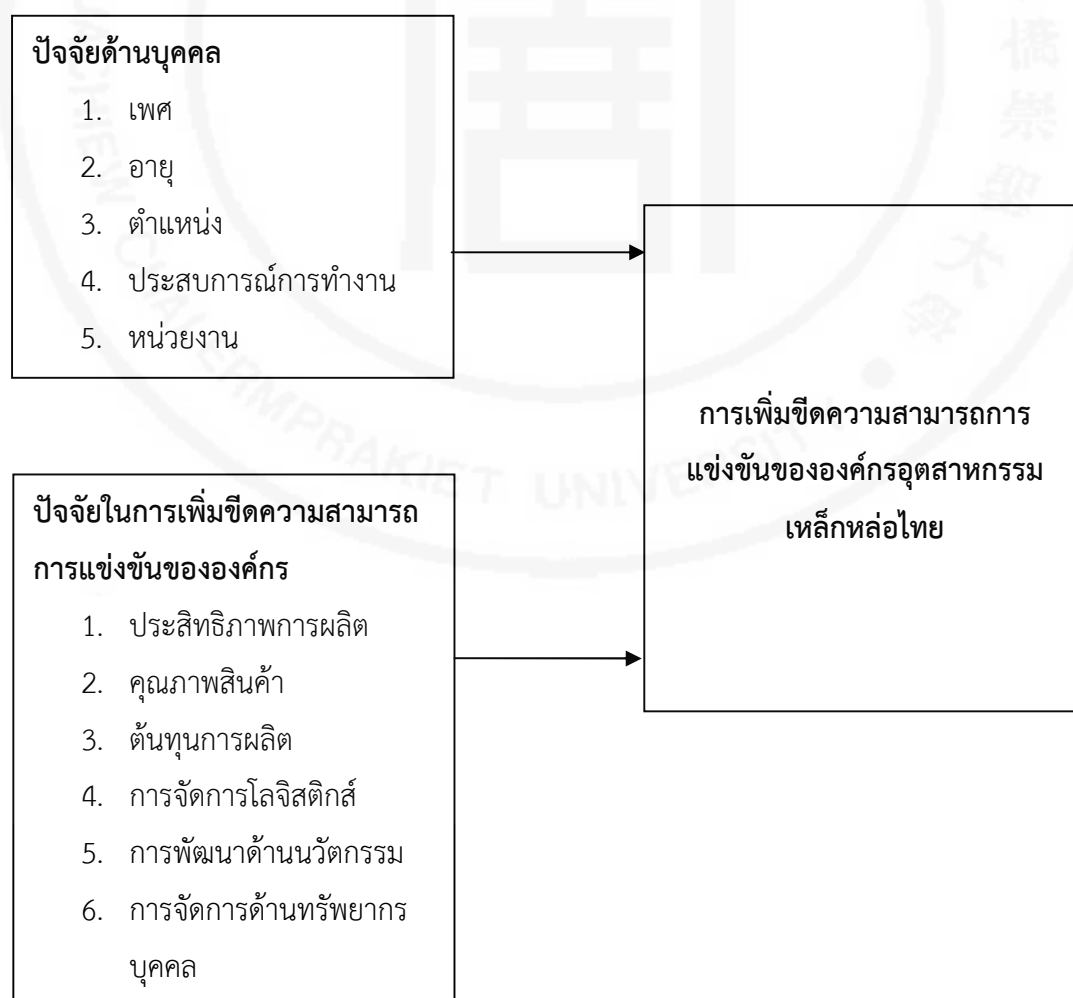 ปัจจัยด้านบุคคล
1. เพศ
2. อายุ
3. ตำแหน่ง
4. ประสบการณ์การทำงาน
5. หน่วยงาน
การเพิ่มขีดความสามารถการ
แข่งขันขององค์กรอุตสาหกรรม
เหล็กหล่อไทย
ปัจจัยในการเพิ่มขีดความสามารถ
การแข่งขันขององค์กร
1. ประสิทธิภาพการผลิต
2. คุณภาพสินค้า
3. ต้นทุนการผลิต
4. การจัดการโลจิสติกส์
5. การพัฒนาด้านนวัตกรรม
6. การจัดการด้านทรัพยากร
บุคคล
UNIVERSITY
橋崇聖大學